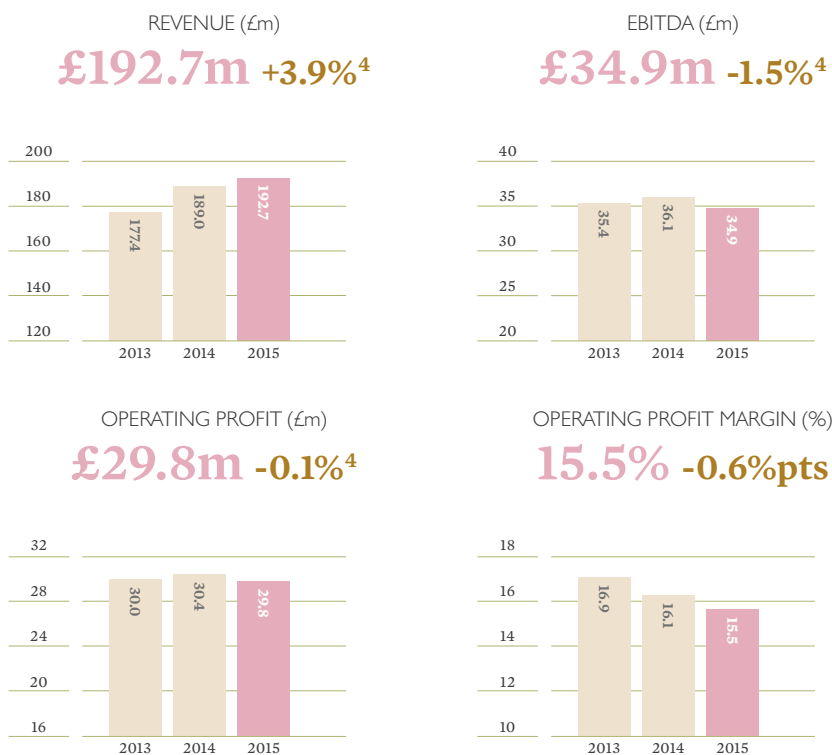 REVENUE (£m)
£192.7m +3.9%⁴
200
180
160
140
120
177.4
189.0
192.7
2013 2014 2015
EBITDA (£m)
£34.9m -1.5%⁴
40
35
30
25
20
35.4
36.1
34.9
2013 2014 2015
OPERATING PROFIT (£m)
£29.8m -0.1%⁴
32
28
24
20
16
30.0
30.4
29.8
2013 2014 2015
OPERATING PROFIT MARGIN (%)
15.5% -0.6%pts
18
16
14
12
10
16.9
16.1
15.5
2013 2014 2015